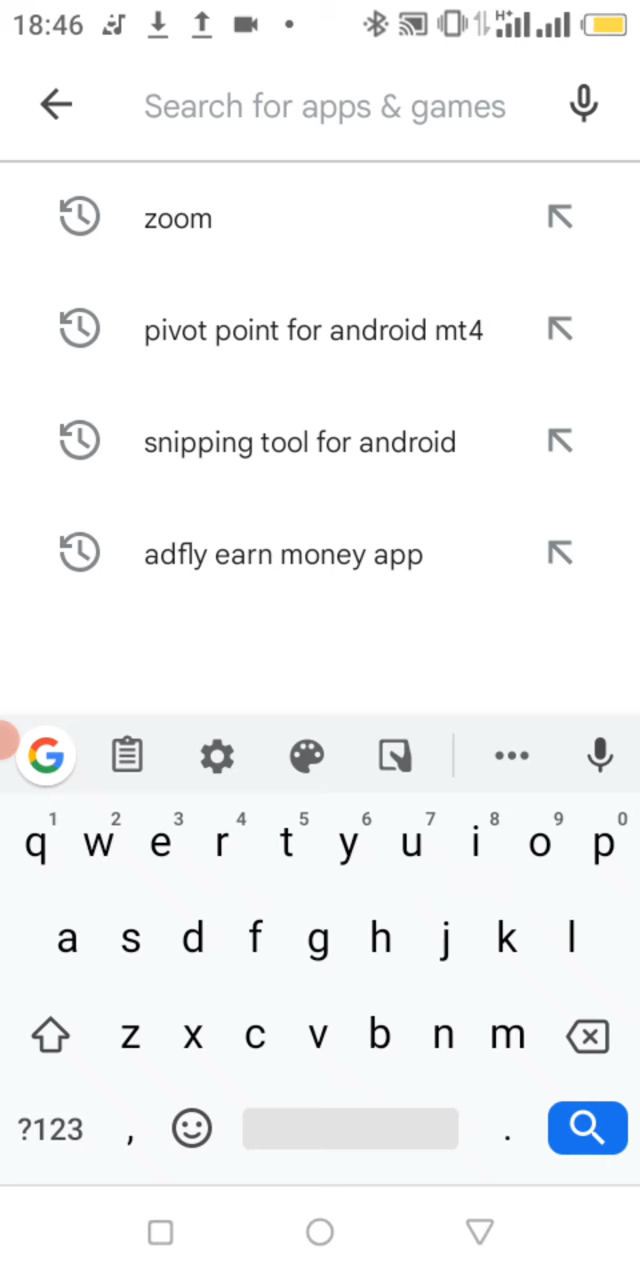 18:46 H+
Search for apps & games
zoom
pivot point for android mt4
snipping tool for android
adfly earn money app
G
1 2 3 4 5 6 7 8 9 0
q w e r t y u i o p
a s d f g h j k l
z x c v b n m
?123 , .